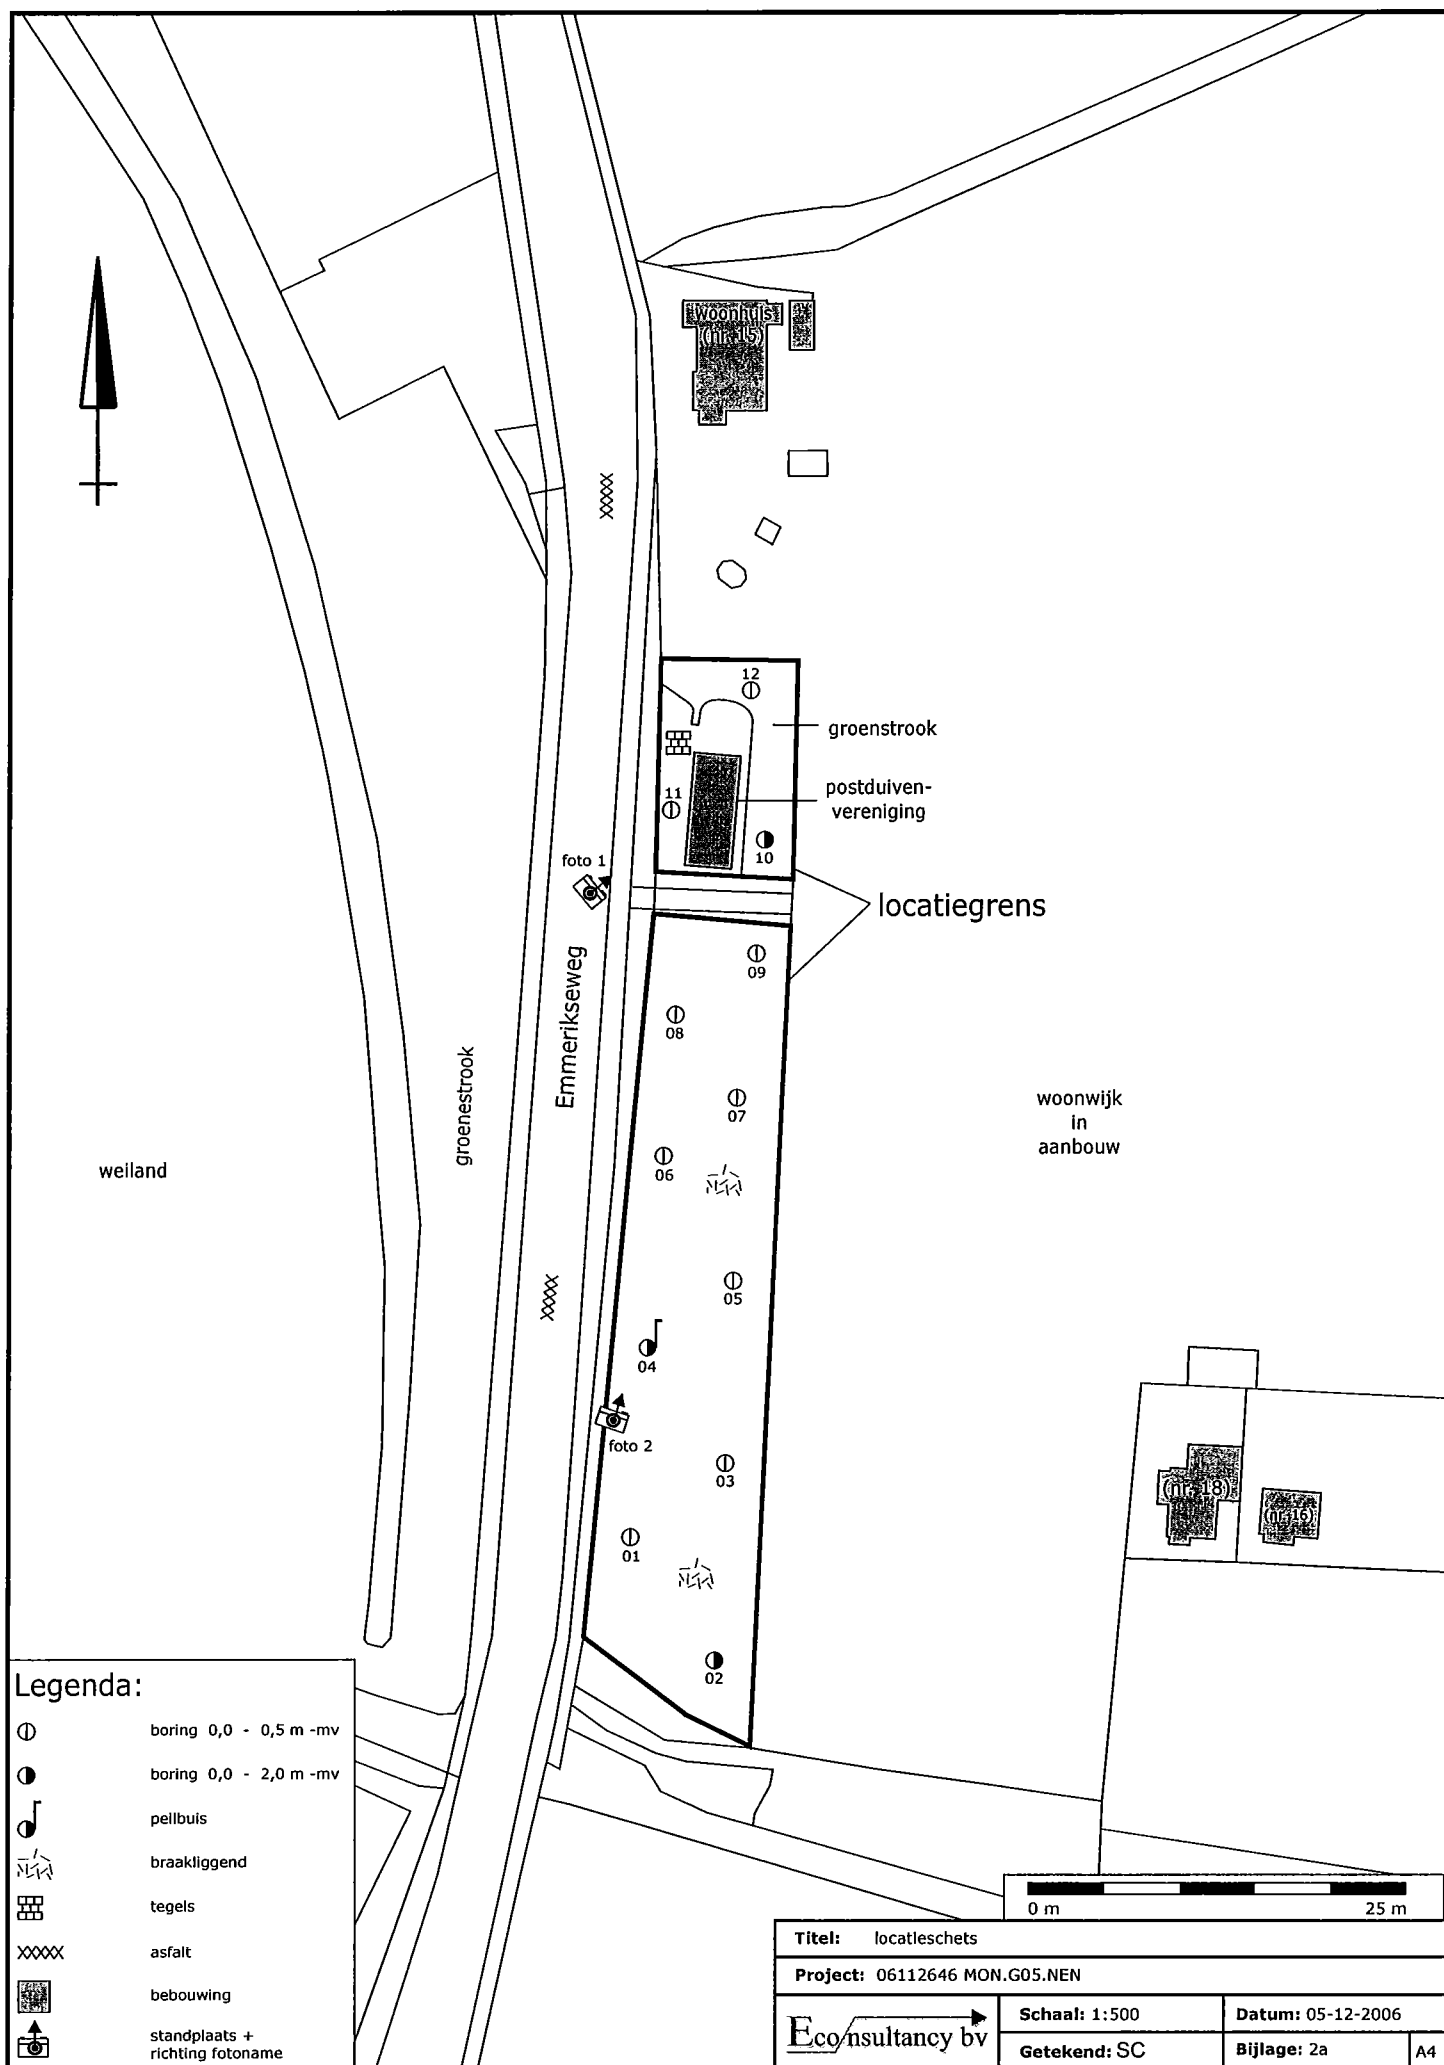 woonhuis
(nr. 15)
12
groenstrook
postduiven-
vereniging
11
10
foto 1
locatiegrens
09
Emmerikseweg
08
groenestrook
07
woonwijk
in
aanbouw
06
weiland
05
04
foto 2
03
(nr. 18)
(nr. 16)
01
02
Legenda:
boring 0,0 - 0,5 m -mv
boring 0,0 - 2,0 m -mv
peilbuis
braakliggend
tegels
asfalt
bebouwing
standplaats +
richting fotoname
0 m 25 m
Titel: locatieschets
Project: 06112646 MON.G05.NEN
Econsultancy bv
Schaal: 1:500
Datum: 05-12-2006
Getekend: SC
Bijlage: 2a
A4